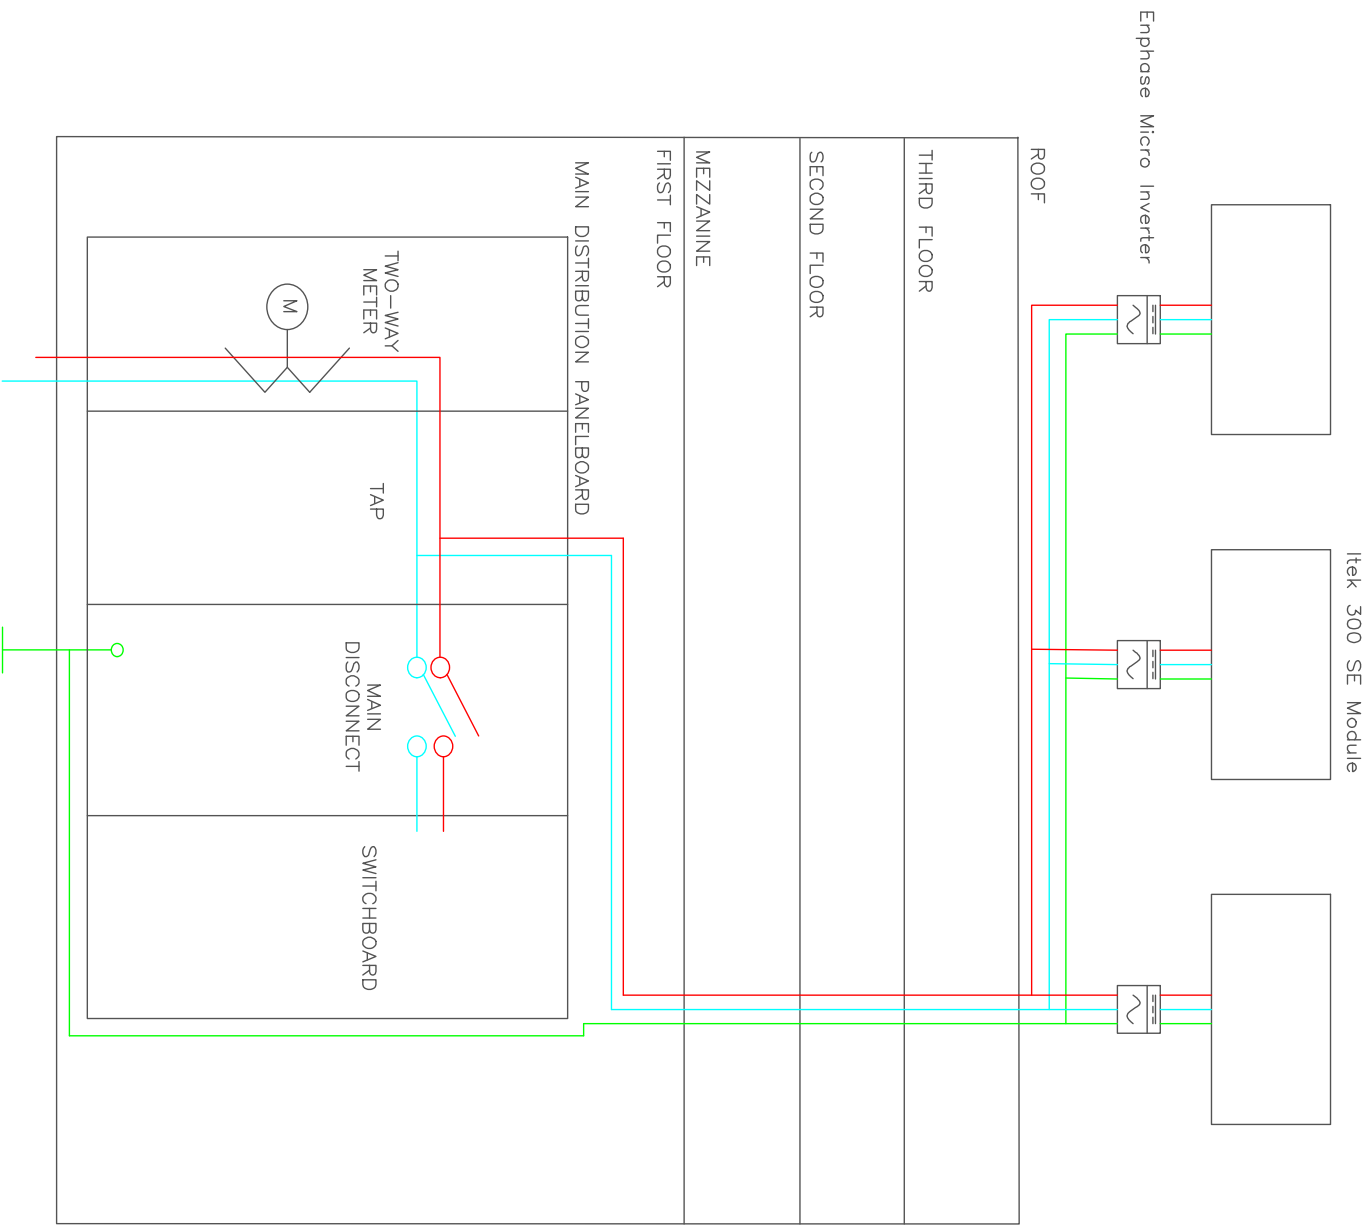 Itek 300 SE Module
Enphase Micro Inverter
ROOF
THIRD FLOOR
SECOND FLOOR
MEZZANINE
FIRST FLOOR
MAIN DISTRIBUTION PANELBOARD
TWO-WAY
METER
M
TAP
MAIN
DISCONNECT
SWITCHBOARD